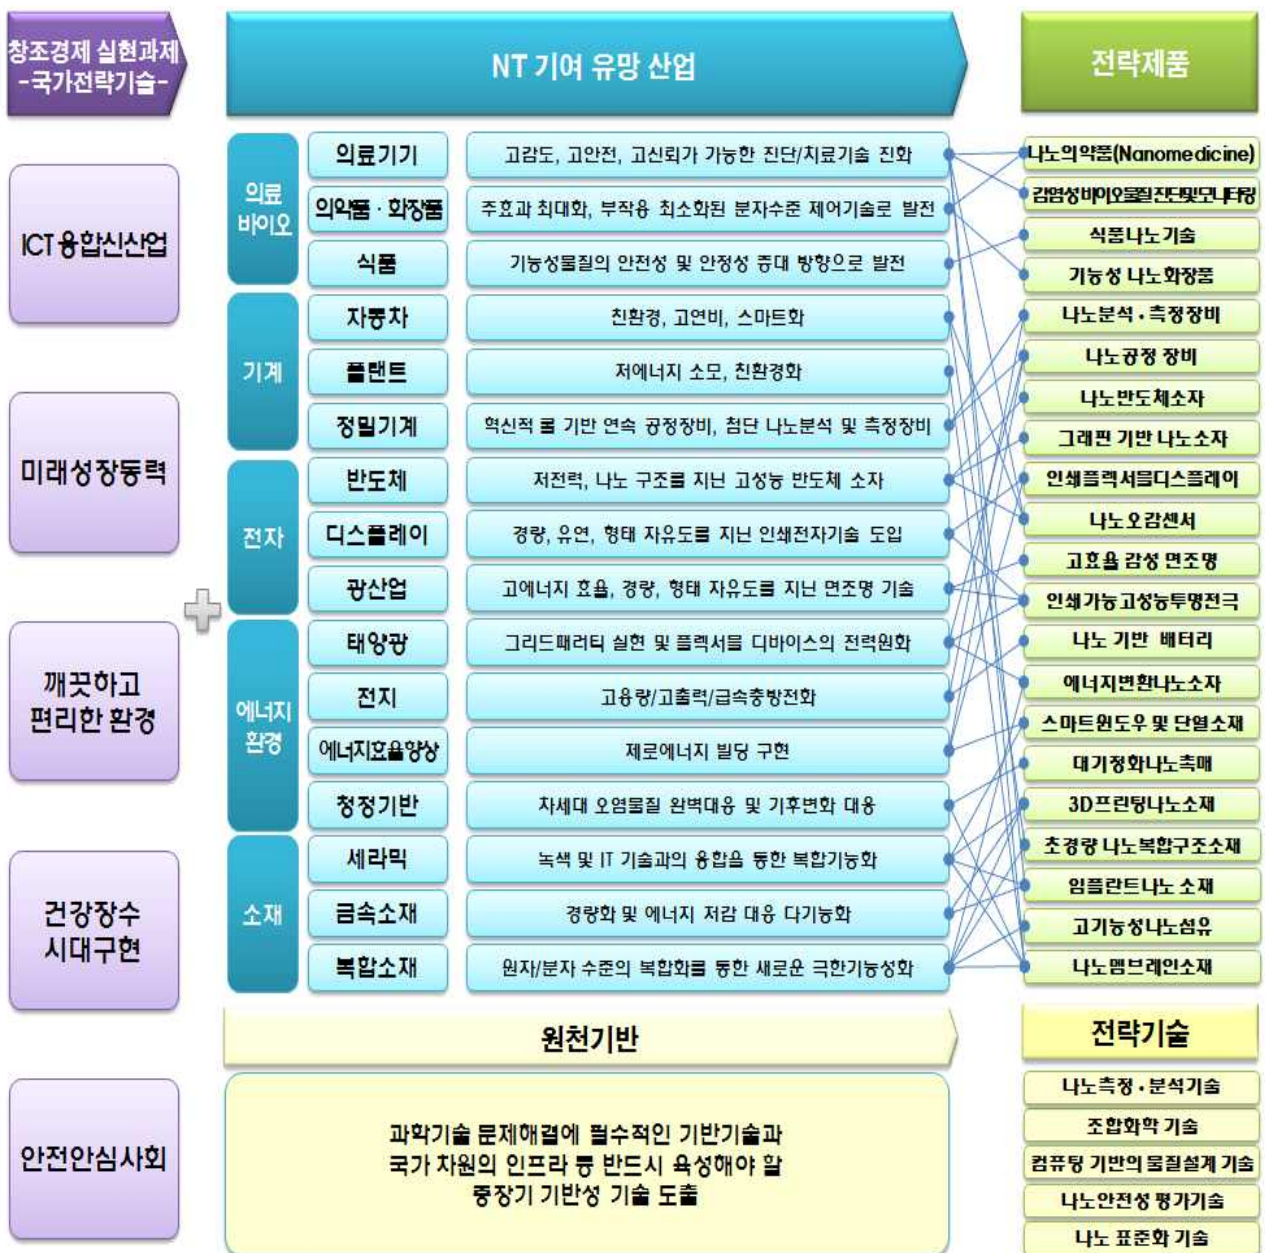 창조경제 실현과제
-국가전략기술-
NT 기여 유망 산업
전략제품
ICT 융합신산업
미래성장동력
깨끗하고
편리한 환경
건강장수
시대구현
안전안심사회
의료
바이오
의료기기
고감도, 고안전, 고신뢰가 가능한 진단/치료기술 진화
의약품 · 화장품
주효과 최대화, 부작용 최소화된 분자수준 제어기술로 발전
식품
기능성물질의 안전성 및 안정성 증대 방향으로 발전
기계
자동차
친환경, 고연비, 스마트화
플랜트
저에너지 소모, 친환경화
정밀기계
혁신적 롤 기반 연속 공정장비, 첨단 나노분석 및 측정장비
전자
반도체
저전력, 나노 구조를 지닌 고성능 반도체 소자
디스플레이
경량, 유연, 형태 자유도를 지닌 인쇄전자기술 도입
광산업
고에너지 효율, 경량, 형태 자유도를 지닌 면조명 기술
에너지
환경
태양광
그리드패러티 실현 및 플렉서블 디바이스의 전력원화
전지
고용량/고출력/급속충방전화
에너지효율향상
제로에너지 빌딩 구현
청정기반
차세대 오염물질 완벽대응 및 기후변화 대응
소재
세라믹
녹색 및 IT 기술과의 융합을 통한 복합기능화
금속소재
경량화 및 에너지 저감 대응 다기능화
복합소재
원자/분자 수준의 복합화를 통한 새로운 극한기능성화
나노의약품(Nanomedicine)
감염성바이오물질진단및모니터링
식품나노기술
기능성 나노화장품
나노분석 · 측정장비
나노공정 장비
나노반도체소자
그래핀 기반 나노소자
인쇄플렉서블디스플레이
나노오감센서
고효율 감성 면조명
인쇄가능고성능투명전극
나노 기반 배터리
에너지변환나노소자
스마트윈도우 및 단열소재
대기정화나노촉매
3D프린팅나노소재
초경량 나노복합구조소재
임플란트나노 소재
고기능성나노섬유
나노멤브레인소재
원천기반
과학기술 문제해결에 필수적인 기반기술과
국가 차원의 인프라 등 반드시 육성해야 할
중장기 기반성 기술 도출
전략기술
나노측정 · 분석기술
조합화학 기술
컴퓨팅 기반의 물질설계 기술
나노안전성 평가기술
나노 표준화 기술